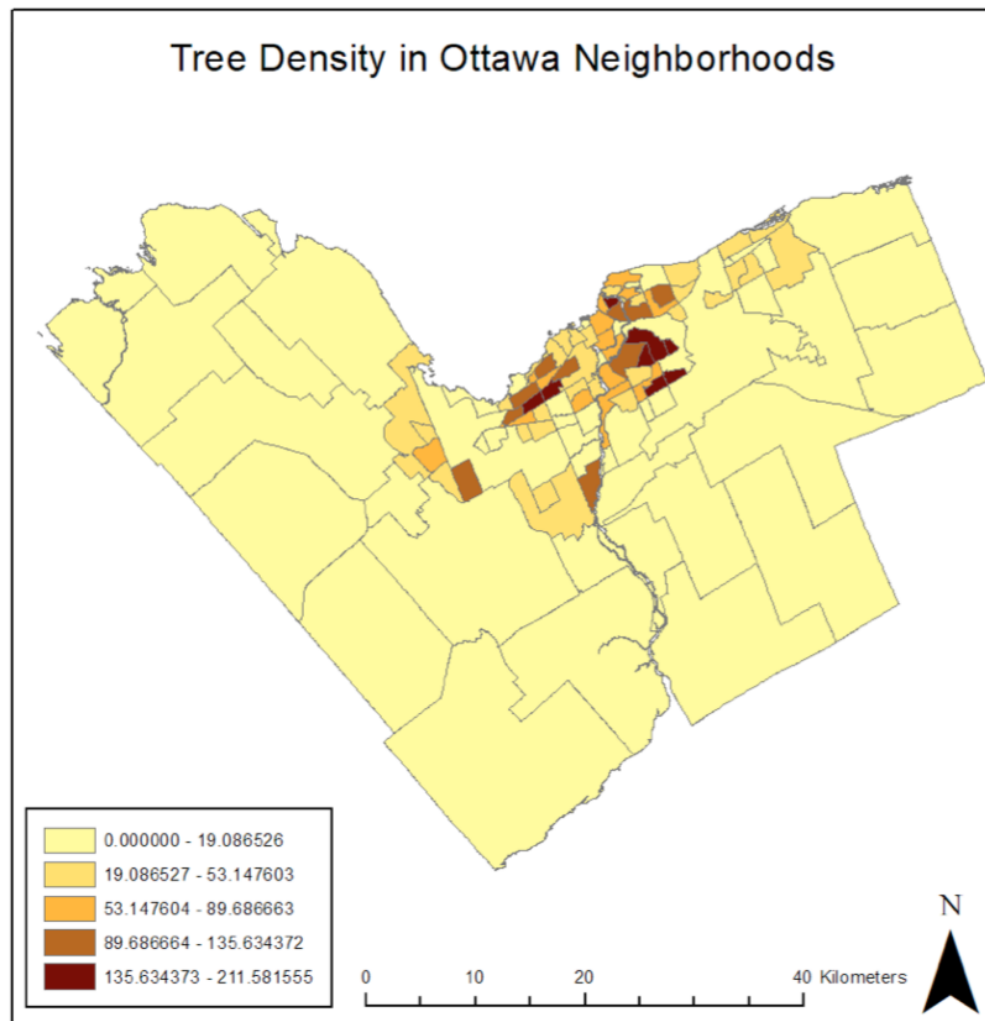 Tree Density in Ottawa Neighborhoods
0.000000 - 19.086526
19.086527 - 53.147603
53.147604 - 89.686663
89.686664 - 135.634372
135.634373 - 211.581555
0 10 20 40 Kilometers
N